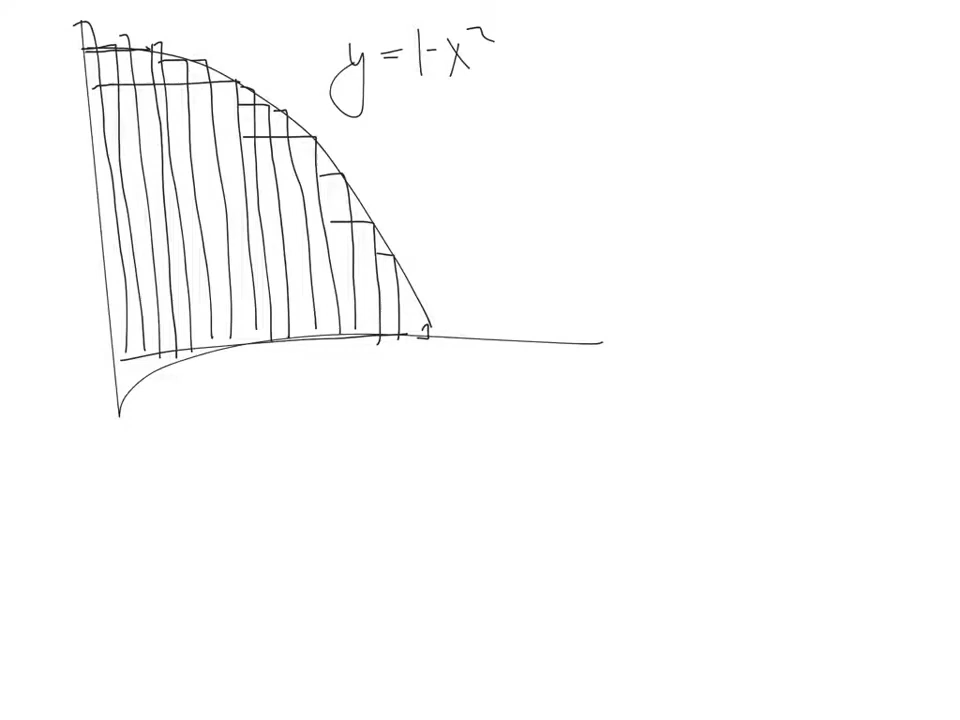 y = 1 - x²